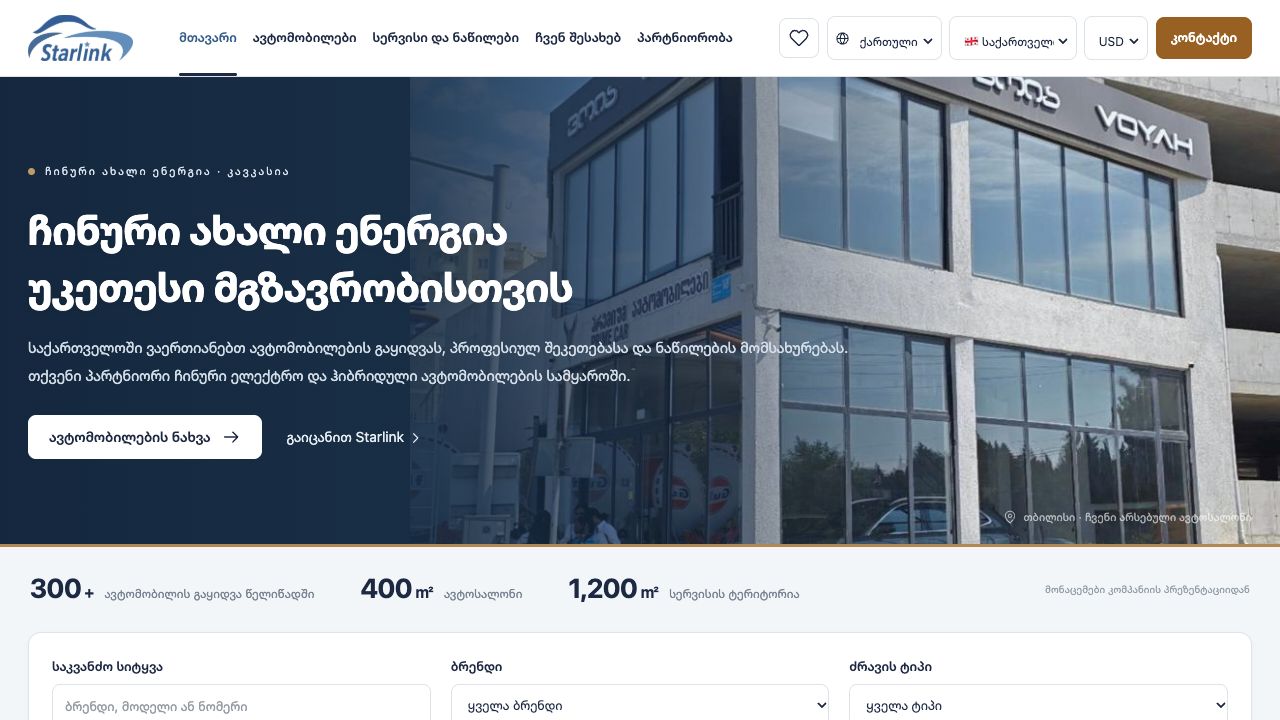 Starlink
მთავარი
ავტომობილები
სერვისი და ნაწილები
ჩვენ შესახებ
პარტნიორობა
ქართული
საქართველ
USD
კონტაქტი
VOYAH
ჩინური ახალი ენერგია · კავკასია
ჩინური ახალი ენერგია
უკეთესი მგზავრობისთვის
საქართველოში ვაერთიანებთ ავტომობილების გაყიდვას, პროფესიულ შეკეთებასა და ნაწილების მომსახურებას.
თქვენი პარტნიორი ჩინური ელექტრო და ჰიბრიდული ავტომობილების სამყაროში.
ავტომობილების ნახვა
გაიცანით Starlink
თბილისი · ჩვენი არსებული ავტოსალონი
300+ ავტომობილის გაყიდვა წელიწადში
400 m² ავტოსალონი
1,200 m² სერვისის ტერიტორია
მონაცემები კომპანიის პრეზენტაციიდან
საკვანძო სიტყვა
ბრენდი
ძრავის ტიპი
ბრენდი, მოდელი ან ნომერი
ყველა ბრენდი
ყველა ტიპი